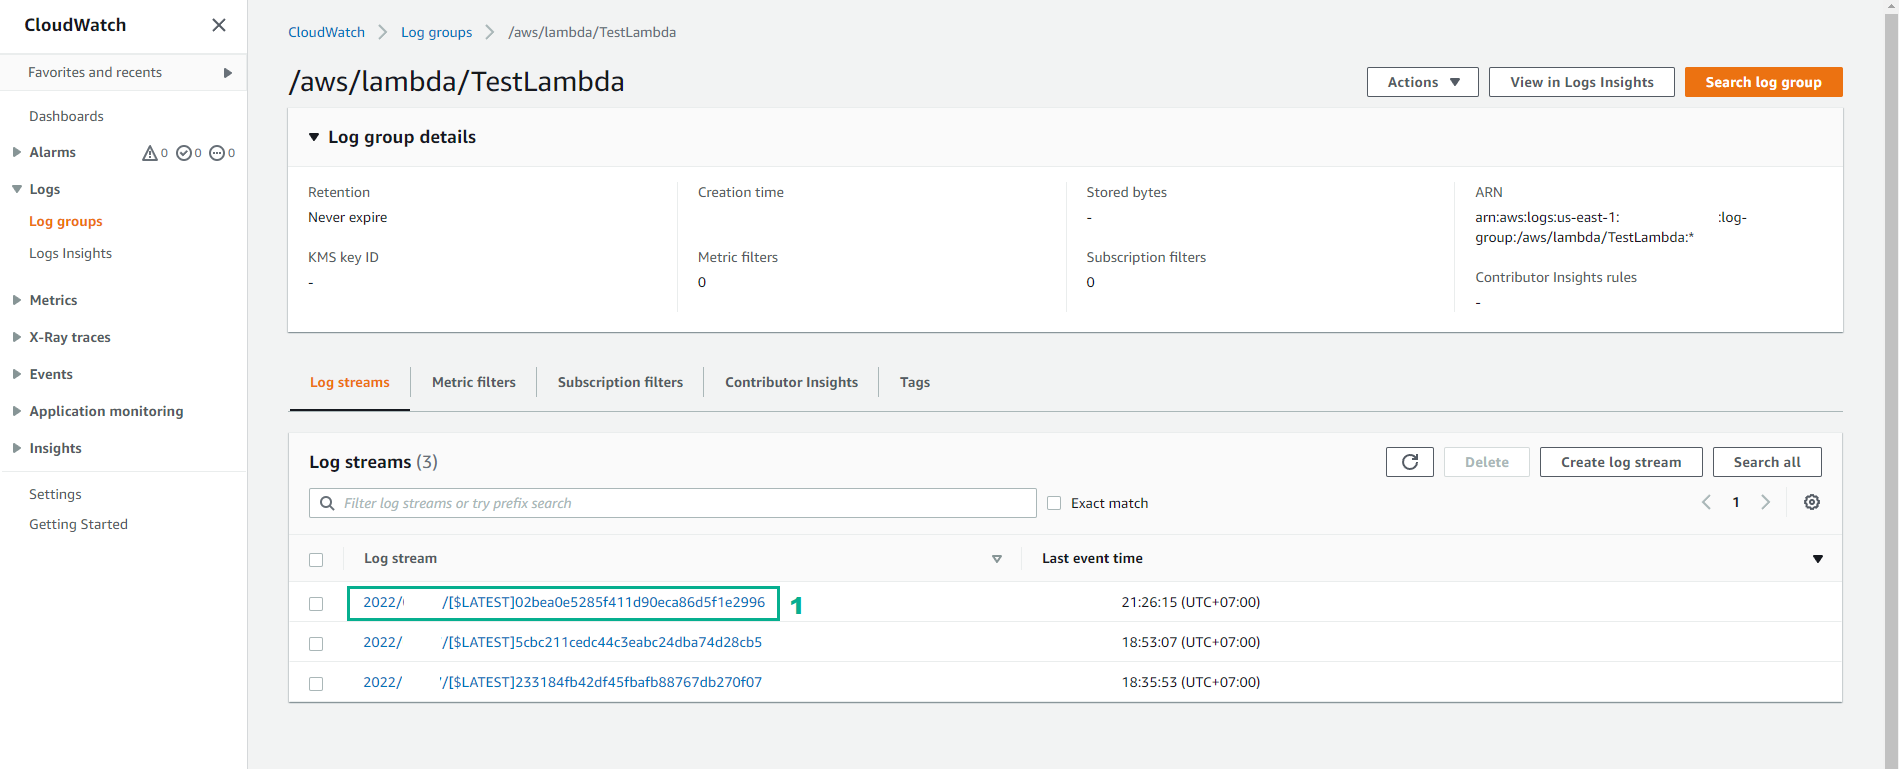 CloudWatch
Favorites and recents
Dashboards
Alarms 0 0 0
Logs
Log groups
Logs Insights
Metrics
X-Ray traces
Events
Application monitoring
Insights
Settings
Getting Started
CloudWatch Log groups /aws/lambda/TestLambda
/aws/lambda/TestLambda
Actions View in Logs Insights Search log group
Log group details
Retention
Never expire
KMS key ID
-
Creation time
Metric filters
0
Stored bytes
-
Subscription filters
0
ARN
arn:aws:logs:us-east-1: :log-
group:/aws/lambda/TestLambda:*
Contributor Insights rules
-
Log streams Metric filters Subscription filters Contributor Insights Tags
Log streams (3)
Delete Create log stream Search all
Filter log streams or try prefix search
Exact match
1
Log stream Last event time
2022/ /[$LATEST]02bea0e5285f411d90eca86d5f1e2996 1 21:26:15 (UTC+07:00)
2022/ /[$LATEST]5cbc211cedc44c3eabc24dba74d28cb5 18:53:07 (UTC+07:00)
2022/ /[$LATEST]233184fb42df45fbafb88767db270f07 18:35:53 (UTC+07:00)